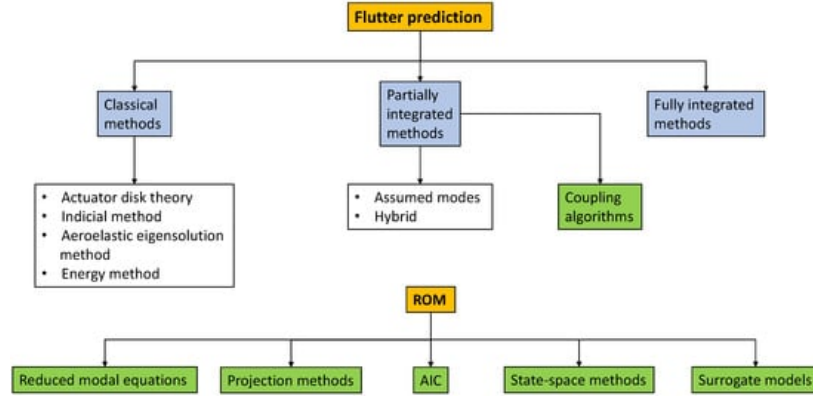 Flutter prediction
Classical
methods
Partially
integrated
methods
Fully integrated
methods
• Actuator disk theory
• Indicial method
• Aeroelastic eigensolution
method
• Energy method
• Assumed modes
• Hybrid
Coupling
algorithms
ROM
Reduced modal equations
Projection methods
AIC
State-space methods
Surrogate models